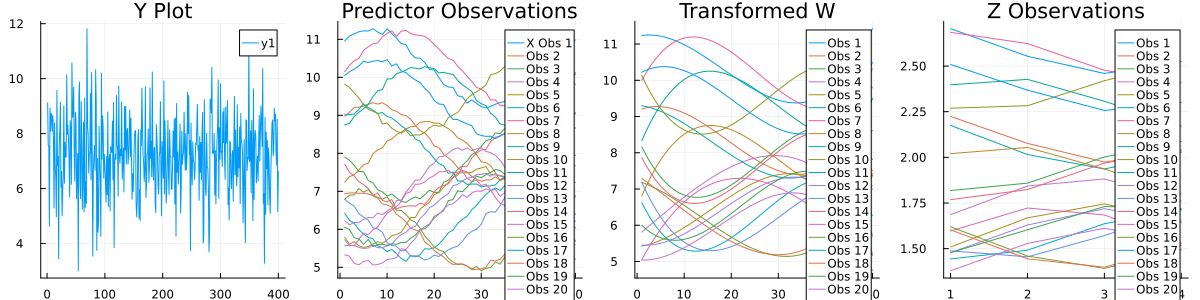 Y Plot
12
10
8
6
4
0
100
200
300
400
y1
Predictor Observations
11
10
9
8
7
6
5
0
10
20
30
0
X Obs 1
Obs 2
Obs 3
Obs 4
Obs 5
Obs 6
Obs 7
Obs 8
Obs 9
Obs 10
Obs 11
Obs 12
Obs 13
Obs 14
Obs 15
Obs 16
Obs 17
Obs 18
Obs 19
Obs 20
Transformed W
11
10
9
8
7
6
5
0
10
20
30
0
Obs 1
Obs 2
Obs 3
Obs 4
Obs 5
Obs 6
Obs 7
Obs 8
Obs 9
Obs 10
Obs 11
Obs 12
Obs 13
Obs 14
Obs 15
Obs 16
Obs 17
Obs 18
Obs 19
Obs 20
Z Observations
2.50
2.25
2.00
1.75
1.50
1
2
3
4
Obs 1
Obs 2
Obs 3
Obs 4
Obs 5
Obs 6
Obs 7
Obs 8
Obs 9
Obs 10
Obs 11
Obs 12
Obs 13
Obs 14
Obs 15
Obs 16
Obs 17
Obs 18
Obs 19
Obs 20